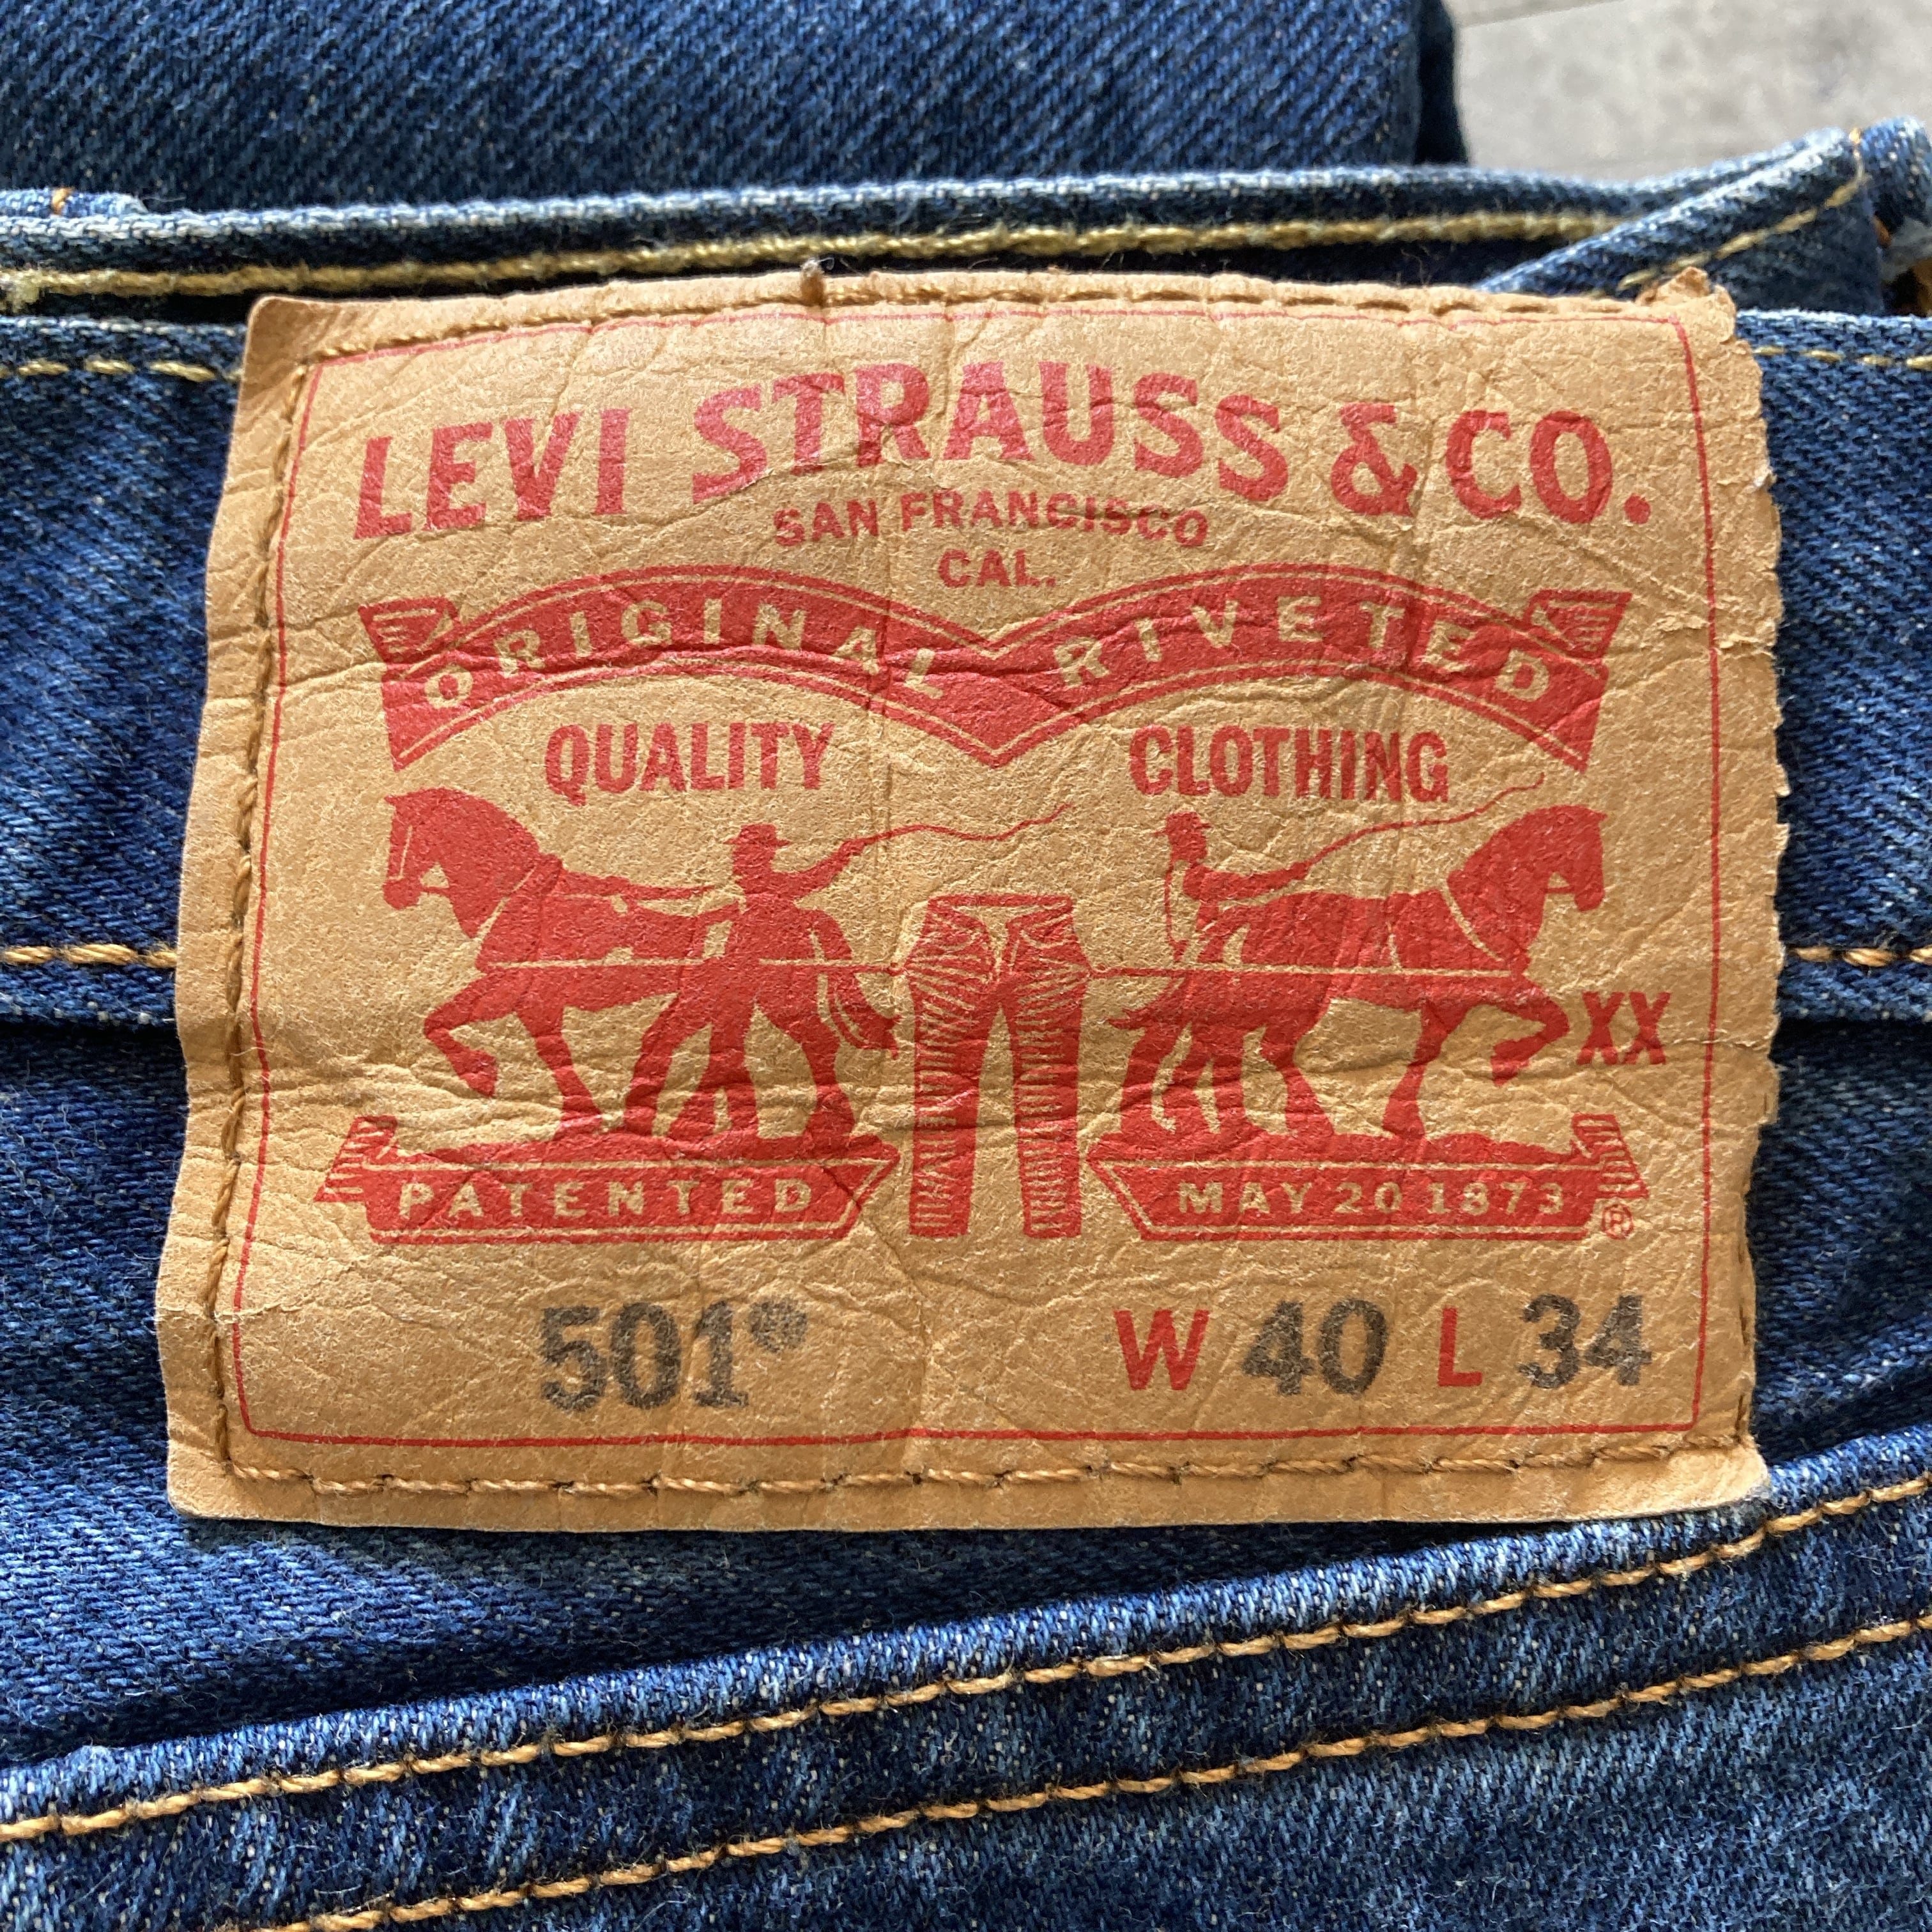 LEVI STRAUSS & CO.
SAN FRANCISCO
CAL.
ORIGINAL RIVETED
QUALITY CLOTHING
XX
PATENTED MAY 20 1873 ®
501® W 40 L 34